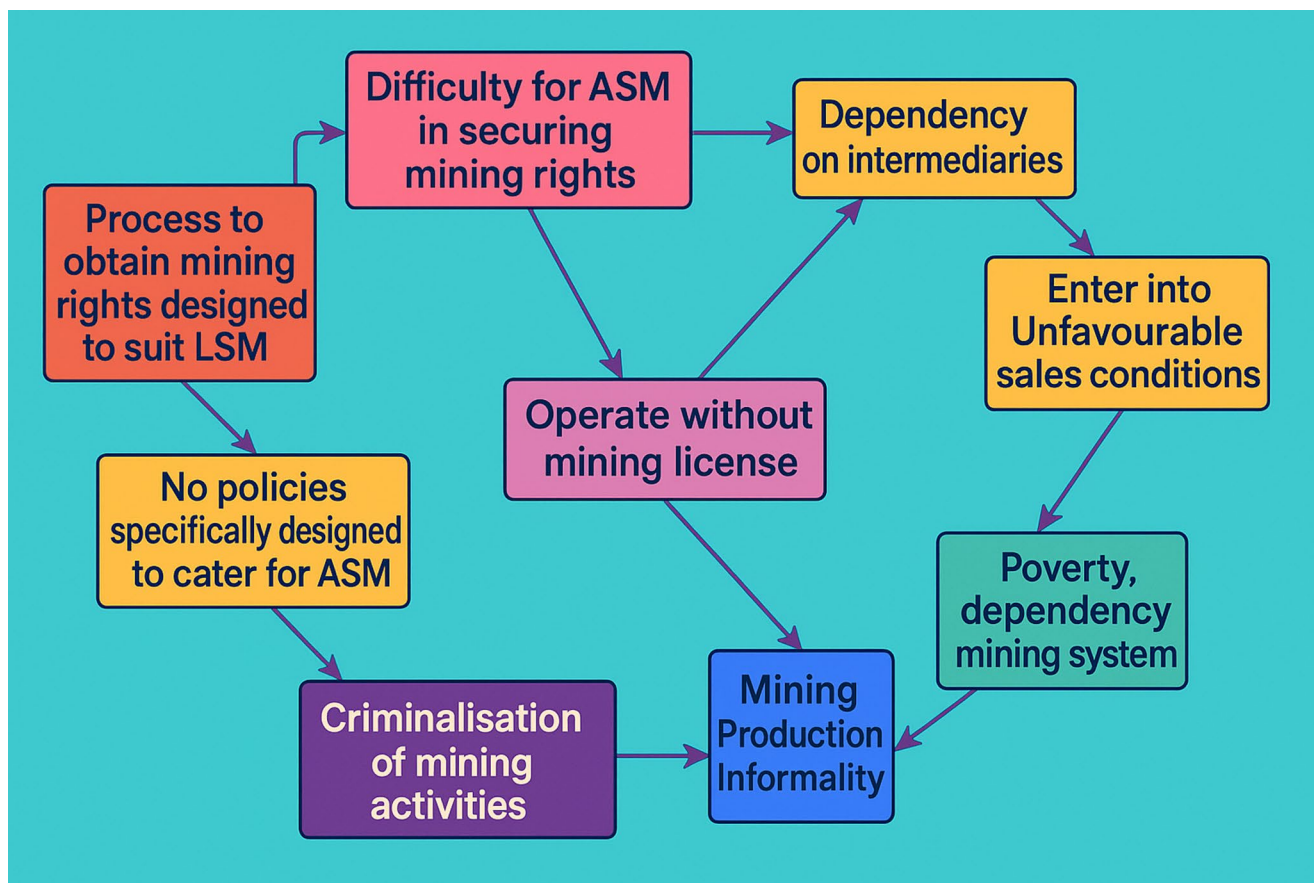 Difficulty for ASM
in securing
mining rights
Dependency
on intermediaries
Process to
obtain mining
rights designed
to suit LSM
Enter into
Unfavourable
sales conditions
Operate without
mining license
No policies
specifically designed
to cater for ASM
Poverty,
dependency
mining system
Criminalisation
of mining
activities
Mining
Production
Informality